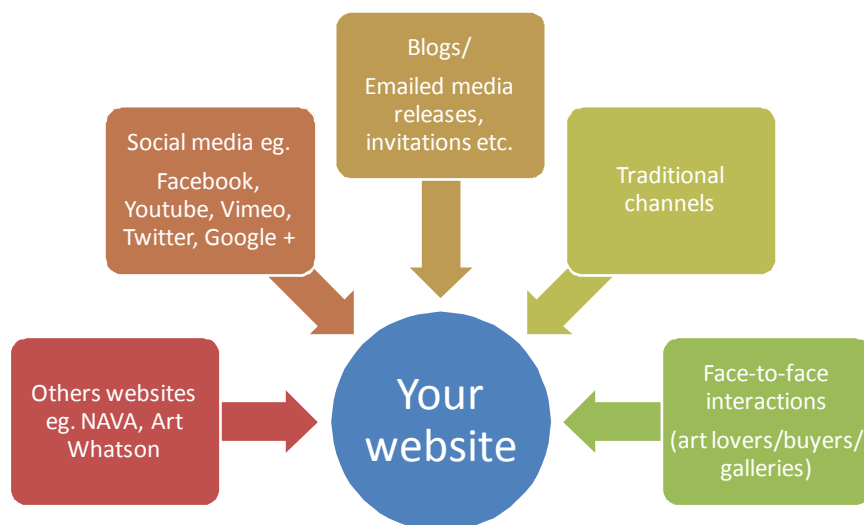 Blogs/
Emailed media
releases,
invitations etc.
Social media eg.
Facebook,
Youtube, Vimeo,
Twitter, Google +
Traditional
channels
Others websites
eg. NAVA, Art
Whatson
Your
website
Face-to-face
interactions
(art lovers/buyers/
galleries)